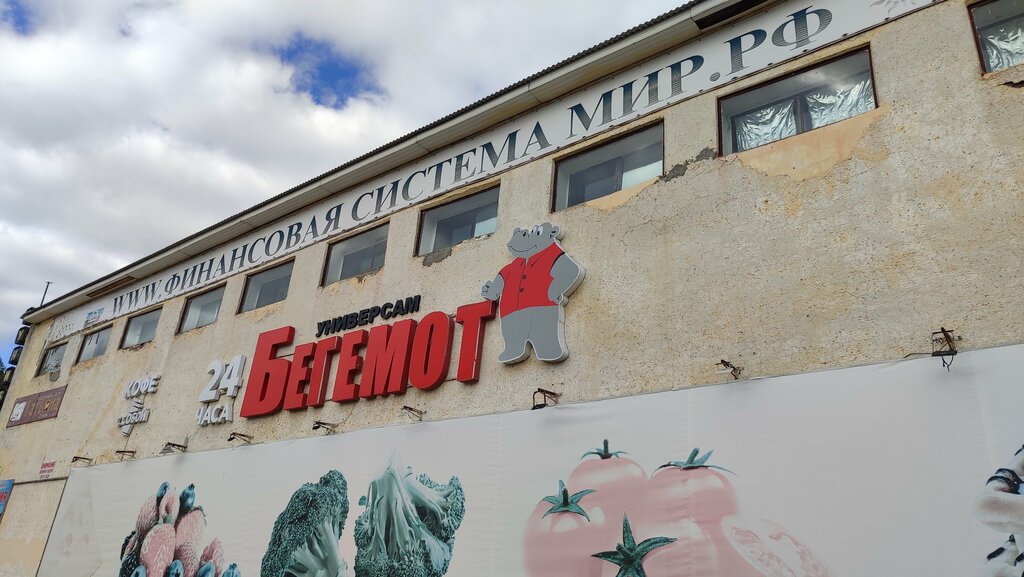 WWW.ФИНАНСОВАЯ СИСТЕМА МИР.РФ
УНИВЕРСАМ
БЕГЕМОТ
24
ЧАСА
КОФЕ
С СОБОЙ